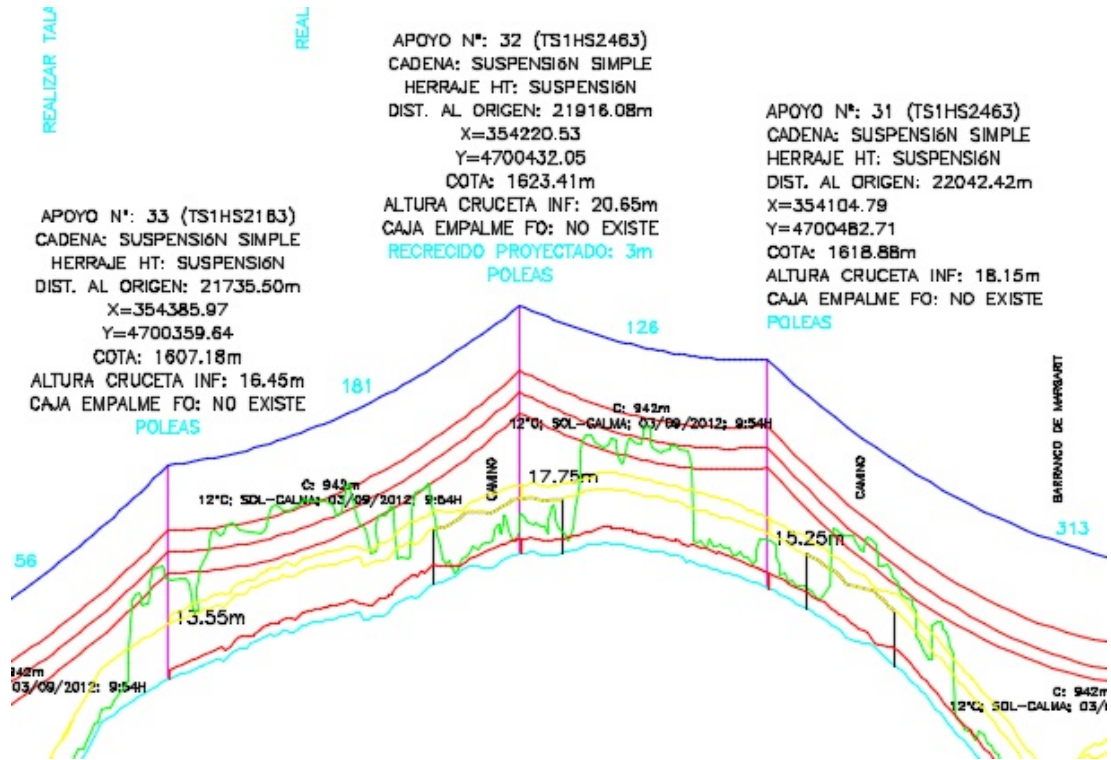 REALIZAR TALA
REAL
APOYO Nº: 32 (TS1HS2463)
CADENA: SUSPENSIóN SIMPLE
HERRAJE HT: SUSPENSIóN
DIST. AL ORIGEN: 21916.08m
X=354220.53
Y=4700432.05
COTA: 1623.41m
ALTURA CRUCETA INF: 20.65m
CAJA EMPALME FO: NO EXISTE
RECRECIDO PROYECTADO: 3m
POLEAS
APOYO Nº: 31 (TS1HS2463)
CADENA: SUSPENSIóN SIMPLE
HERRAJE HT: SUSPENSIóN
DIST. AL ORIGEN: 22042.42m
X=354104.79
Y=4700482.71
COTA: 1618.88m
ALTURA CRUCETA INF: 18.15m
CAJA EMPALME FO: NO EXISTE
POLEAS
APOYO Nº: 33 (TS1HS2183)
CADENA: SUSPENSIóN SIMPLE
HERRAJE HT: SUSPENSIóN
DIST. AL ORIGEN: 21735.50m
X=354385.97
Y=4700359.64
COTA: 1607.18m
ALTURA CRUCETA INF: 16.45m
CAJA EMPALME FO: NO EXISTE
POLEAS
126
181
C: 942m
12°C; SOL-CALMA; 03/09/2012; 9:54H
C: 942m
12°C; SOL-CALMA; 03/09/2012; 9:54H
CAMINO
17.75m
CAMINO
BARRANCO DE MARGART
313
15.25m
56
13.55m
942m
03/09/2012; 9:54H
C: 942m
12°C; SOL-CALMA; 03/